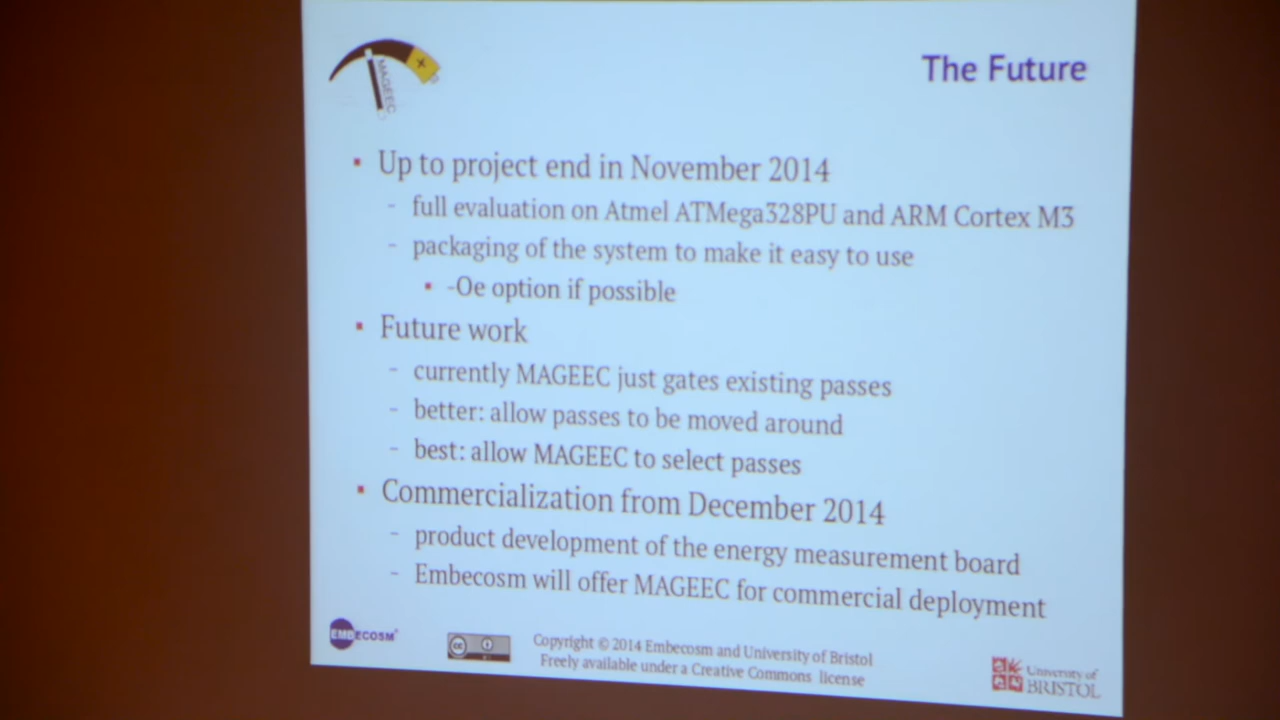 MAGEEC
The Future
Up to project end in November 2014
- full evaluation on Atmel ATMega328PU and ARM Cortex M3
- packaging of the system to make it easy to use
-Oe option if possible
Future work
- currently MAGEEC just gates existing passes
- better: allow passes to be moved around
- best: allow MAGEEC to select passes
Commercialization from December 2014
- product development of the energy measurement board
- Embecosm will offer MAGEEC for commercial deployment
EMBECOSM
cc
Copyright © 2014 Embecosm and University of Bristol
Freely available under a Creative Commons license
University of
BRISTOL